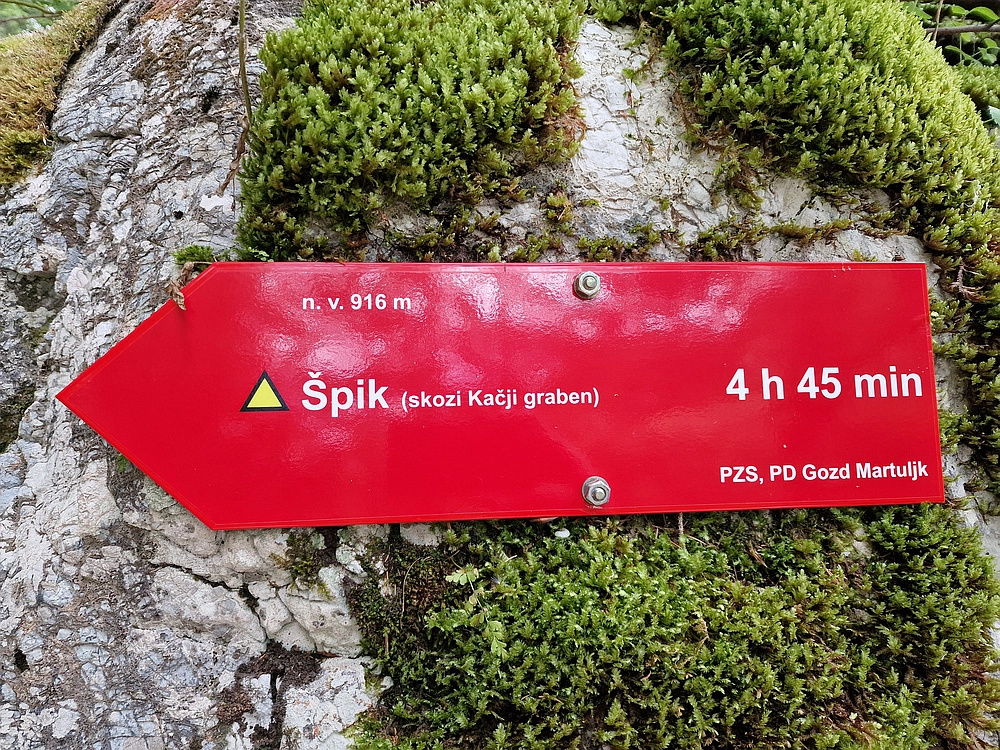 n. v. 916 m
Špik (skozi Kačji graben) 4 h 45 min
PZS, PD Gozd Martuljk